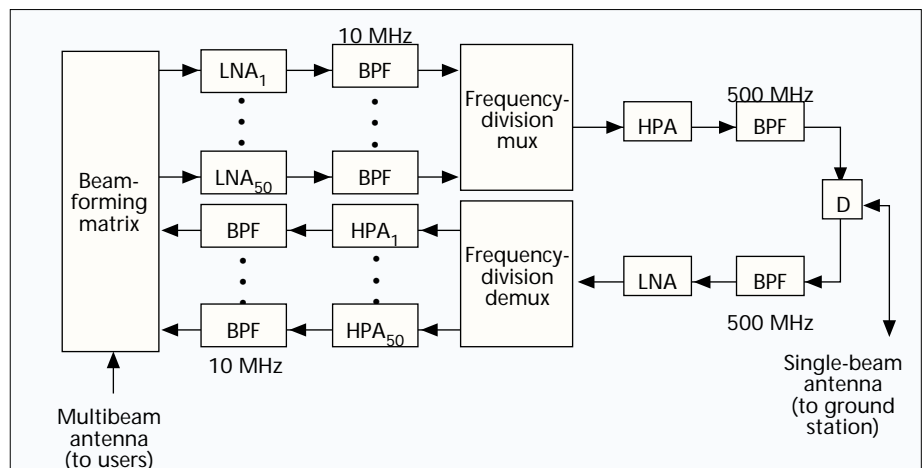 10 MHz
LNA1
BPF
Frequency-
division
mux
500 MHz
HPA
BPF
Beam-
forming
matrix
LNA50
BPF
D
BPF
HPA1
Frequency-
division
demux
LNA
BPF
500 MHz
BPF
HPA50
10 MHz
Multibeam
antenna
(to users)
Single-beam
antenna
(to ground
station)